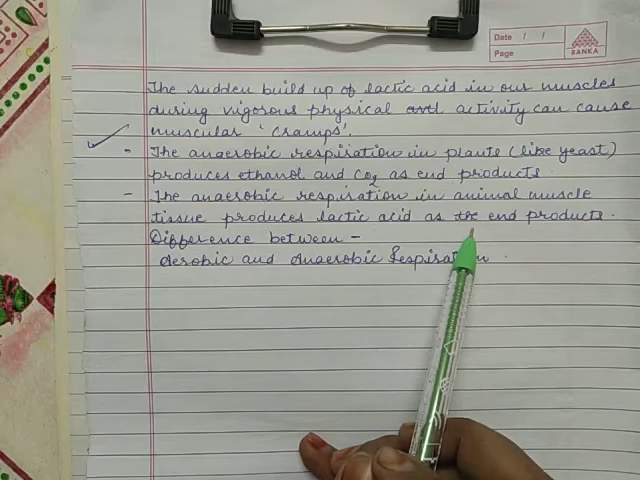 Date / /
Page
RANKA
The sudden build up of lactic acid in our muscles
during vigorous physical activity can cause
muscular 'cramps'.
- The anaerobic respiration in plants (like yeast)
produces ethanol and CO2 as end products.
- The anaerobic respiration in animal muscle
tissue produces lactic acid as the end products.
Difference between -
Aerobic and Anaerobic Respiration.